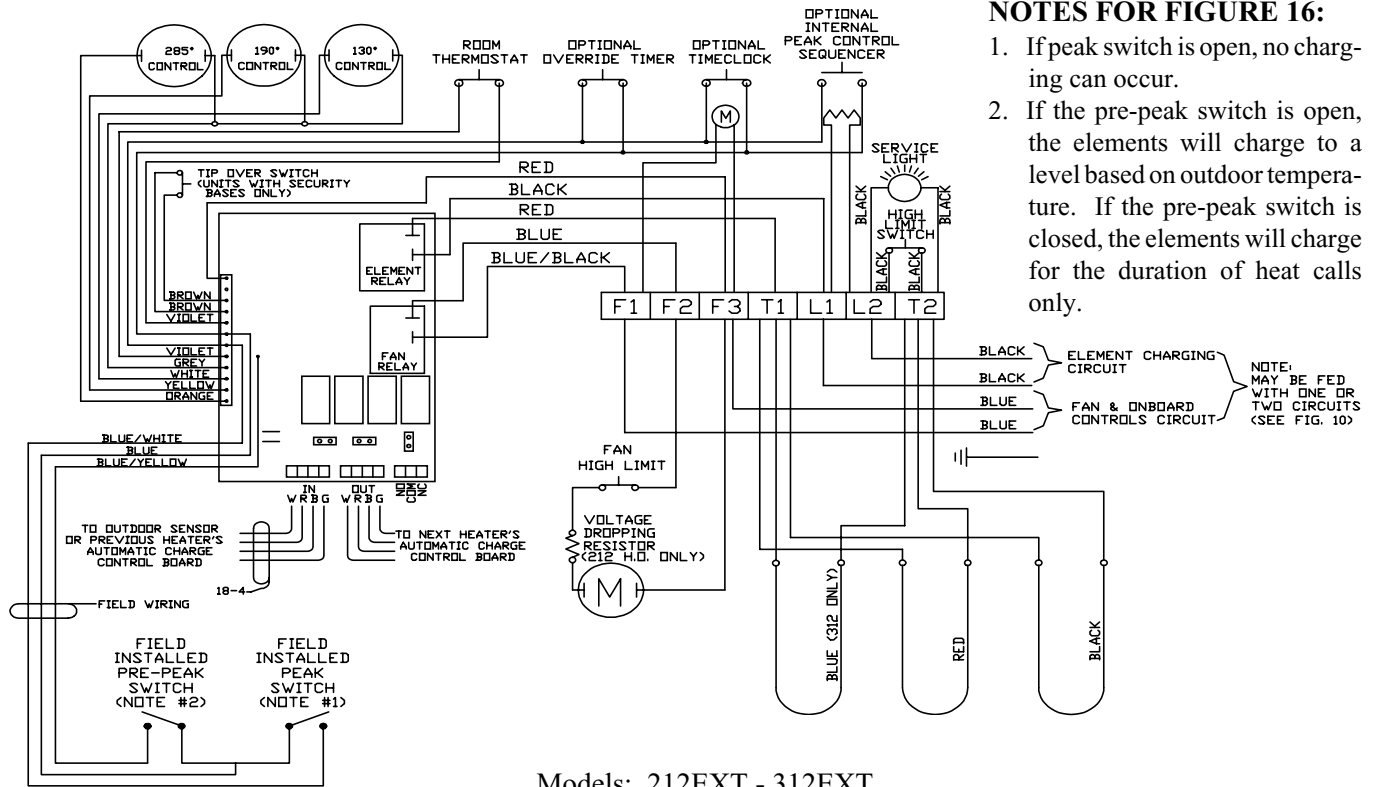 OPTIONAL
INTERNAL
PEAK CONTROL
SEQUENCER
285°
CONTROL
190°
CONTROL
130°
CONTROL
ROOM
THERMOSTAT
OPTIONAL
OVERRIDE TIMER
OPTIONAL
TIMECLOCK
M
SERVICE
LIGHT
TIP OVER SWITCH
(UNITS WITH SECURITY
BASES ONLY)
RED
BLACK
RED
BLUE
BLUE/BLACK
BLACK
BLACK
HIGH
LIMIT
SWITCH
BLACK
BLACK
ELEMENT
RELAY
FAN
RELAY
BROWN
BROWN
VIOLET
VIOLET
GREY
WHITE
YELLOW
ORANGE
F1 F2 F3 T1 L1 L2 T2
BLACK
BLACK
ELEMENT CHARGING
CIRCUIT
BLUE
BLUE
FAN & ONBOARD
CONTROLS CIRCUIT
NOTE:
MAY BE FED
WITH ONE OR
TWO CIRCUITS
(SEE FIG. 10)
BLUE/WHITE
BLUE
BLUE/YELLOW
IN
W R B G
OUT
W R B G
NO
COM
NC
TO OUTDOOR SENSOR
OR PREVIOUS HEATER'S
AUTOMATIC CHARGE
CONTROL BOARD
TO NEXT HEATER'S
AUTOMATIC CHARGE
CONTROL BOARD
18-4
FIELD WIRING
FAN
HIGH LIMIT
VOLTAGE
DROPPING
RESISTOR
(212 H.O. ONLY)
M
BLUE (312 ONLY)
RED
BLACK
FIELD
INSTALLED
PRE-PEAK
SWITCH
(NOTE #2)
FIELD
INSTALLED
PEAK
SWITCH
(NOTE #1)
NOTES FOR FIGURE 16:
1. If peak switch is open, no charg-
ing can occur.
2. If the pre-peak switch is open,
the elements will charge to a
level based on outdoor tempera-
ture. If the pre-peak switch is
closed, the elements will charge
for the duration of heat calls
only.
Models: 212EXT - 312EXT